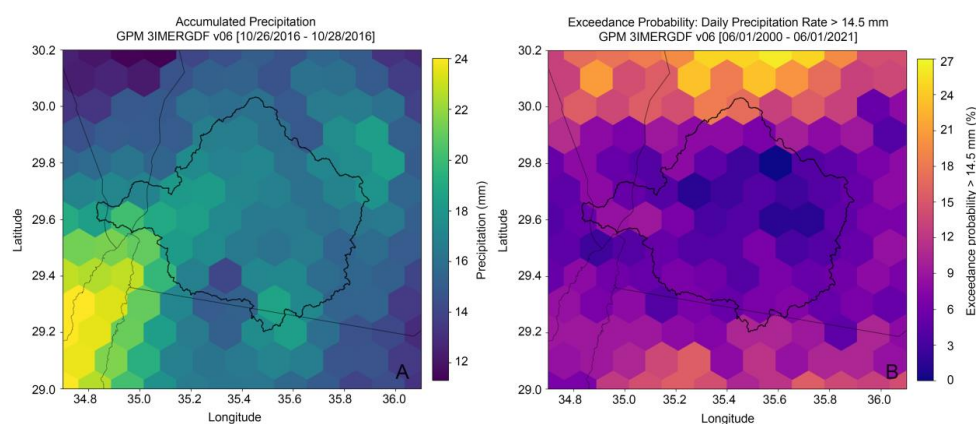 Accumulated Precipitation
GPM 3IMERGDF v06 [10/26/2016 - 10/28/2016]
30.2
30.0
29.8
29.6
29.4
29.2
29.0
Latitude
34.8 35.0 35.2 35.4 35.6 35.8 36.0
Longitude
A
24
22
20
18
16
14
12
Precipitation (mm)
Exceedance Probability: Daily Precipitation Rate > 14.5 mm
GPM 3IMERGDF v06 [06/01/2000 - 06/01/2021]
30.2
30.0
29.8
29.6
29.4
29.2
29.0
Latitude
34.8 35.0 35.2 35.4 35.6 35.8 36.0
Longitude
B
27
24
21
18
15
12
9
6
3
0
Exceedance probability > 14.5 mm (%)